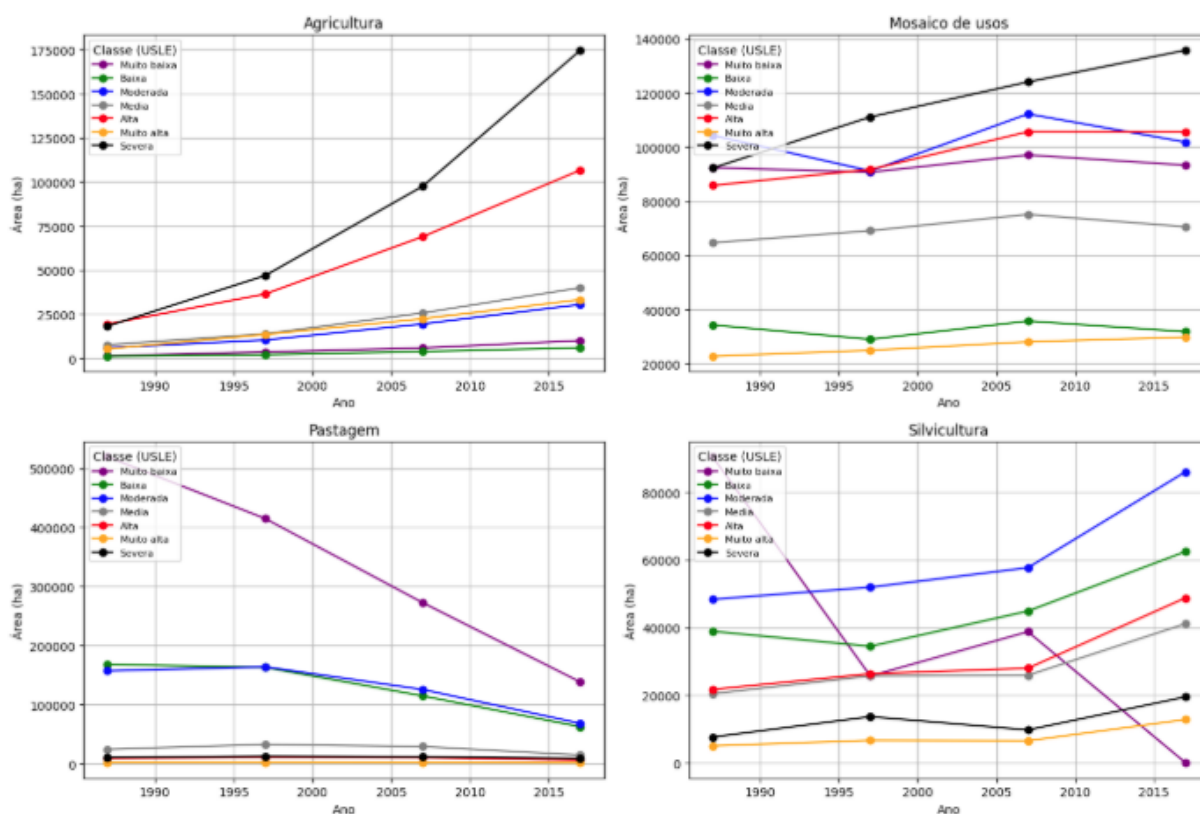 Agricultura
175000
150000
125000
100000
75000
50000
25000
0
Área (ha)
Classe (USLE)
Muito baixa
Baixa
Moderada
Media
Alta
Muito alta
Severa
1990 1995 2000 2005 2010 2015
Ano
Mosaico de usos
140000
120000
100000
80000
60000
40000
20000
Área (ha)
Classe (USLE)
Muito baixa
Baixa
Moderada
Media
Alta
Muito alta
Severa
1990 1995 2000 2005 2010 2015
Ano
Pastagem
500000
400000
300000
200000
100000
0
Área (ha)
Classe (USLE)
Muito baixa
Baixa
Moderada
Media
Alta
Muito alta
Severa
1990 1995 2000 2005 2010 2015
Ano
Silvicultura
80000
60000
40000
20000
0
Área (ha)
Classe (USLE)
Muito baixa
Baixa
Moderada
Media
Alta
Muito alta
Severa
1990 1995 2000 2005 2010 2015
Ano